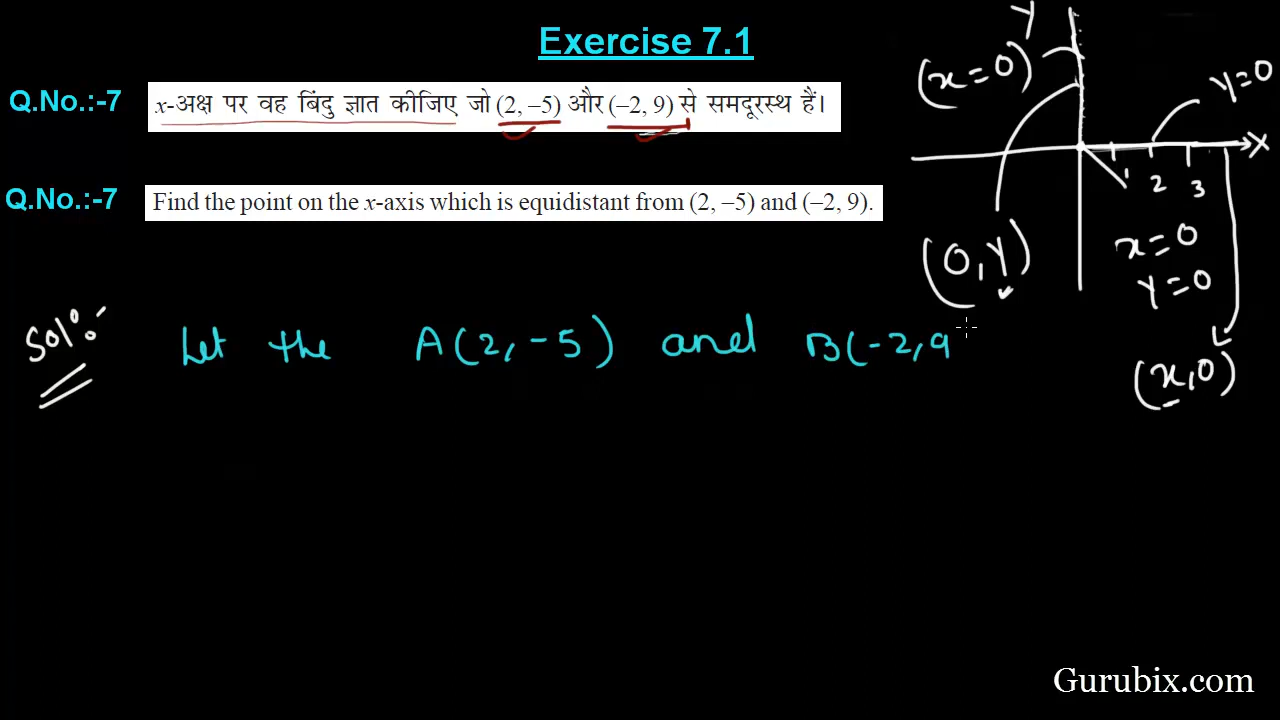 Exercise 7.1
Q.No.:-7 x-अक्ष पर वह बिंदु ज्ञात कीजिए जो (2, –5) और (–2, 9) से समदूरस्थ हैं।
Q.No.:-7 Find the point on the x-axis which is equidistant from (2, –5) and (–2, 9).
Y
(x=0)
Y=0
X
1 2 3
(0,Y)
x=0
Y=0
(x,0)
Sol:
Let the A(2,-5) and B(-2,9
Gurubix.com